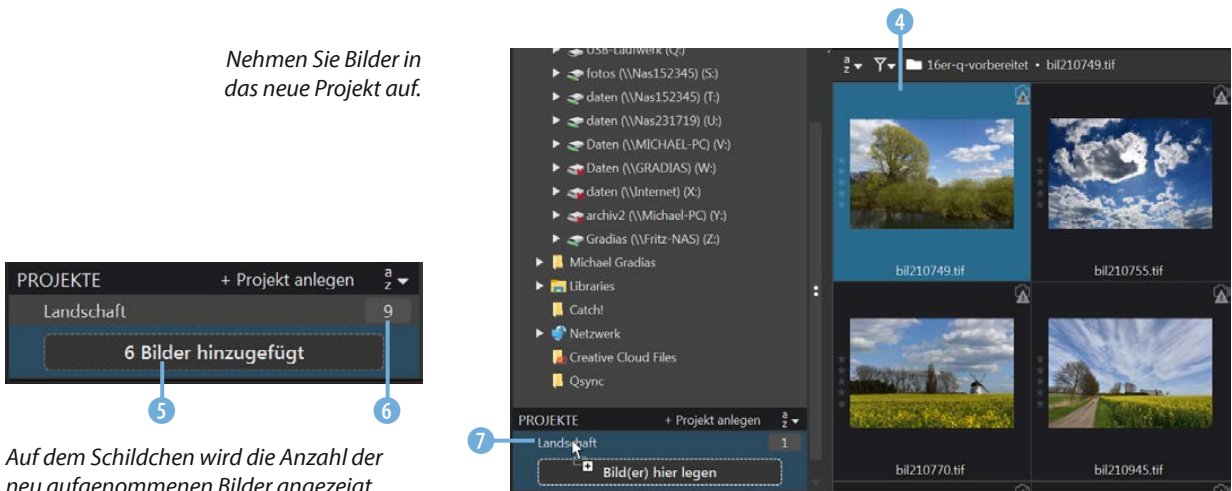 Nehmen Sie Bilder in
das neue Projekt auf.
PROJEKTE + Projekt anlegen a z
Landschaft 9
6 Bilder hinzugefügt
5 6
Auf dem Schildchen wird die Anzahl der
neu aufgenommenen Bilder angezeigt
4
USB-Laufwerk (Q:)
fotos (\\Nas152345) (S:)
daten (\\Nas152345) (T:)
daten (\\Nas231719) (U:)
Daten (\\MICHAEL-PC) (V:)
Daten (\\GRADIAS) (W:)
daten (\\Internet) (X:)
archiv2 (\\Michael-PC) (Y:)
Gradias (\\Fritz-NAS) (Z:)
Michael Gradias
Libraries
Catch!
Netzwerk
Creative Cloud Files
Qsync
PROJEKTE + Projekt anlegen a z
7 Landschaft 1
Bild(er) hier legen
a z 16er-q-vorbereitet • bil210749.tif
bil210749.tif bil210755.tif
bil210770.tif bil210945.tif